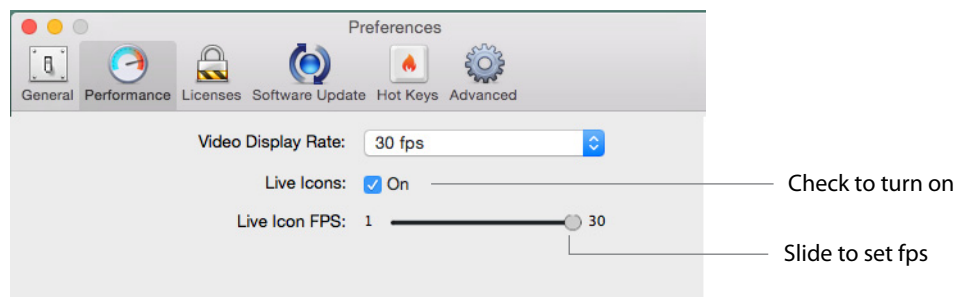 Preferences
General Performance Licenses Software Update Hot Keys Advanced
Video Display Rate: 30 fps
Live Icons: On Check to turn on
Live Icon FPS: 1 30
Slide to set fps